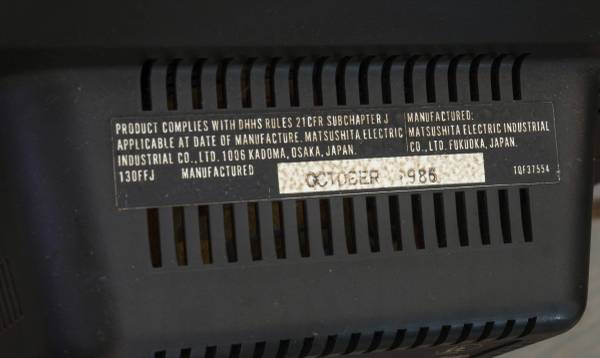 PRODUCT COMPLIES WITH DHHS RULES 21CFR SUBCHAPTER J
APPLICABLE AT DATE OF MANUFACTURE. MATSUSHITA ELECTRIC
INDUSTRIAL CO., LTD. 1006 KADOMA, OSAKA, JAPAN.
130FFJ MANUFACTURED OCTOBER 1986
MANUFACTURED:
MATSUSHITA ELECTRIC INDUSTRIAL
CO., LTD. FUKUOKA, JAPAN.
TQF37554